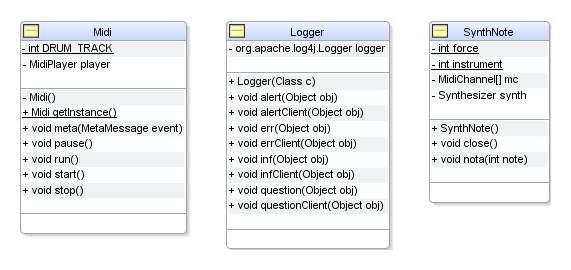 Midi
- int DRUM_TRACK
- MidiPlayer player
- Midi()
+ Midi getInstance()
+ void meta(MetaMessage event)
+ void pause()
+ void run()
+ void start()
+ void stop()
Logger
- org.apache.log4j.Logger logger
+ Logger(Class c)
+ void alert(Object obj)
+ void alertClient(Object obj)
+ void err(Object obj)
+ void errClient(Object obj)
+ void inf(Object obj)
+ void infClient(Object obj)
+ void question(Object obj)
+ void questionClient(Object obj)
SynthNote
- int force
- int instrument
- MidiChannel[] mc
- Synthesizer synth
+ SynthNote()
+ void close()
+ void nota(int note)